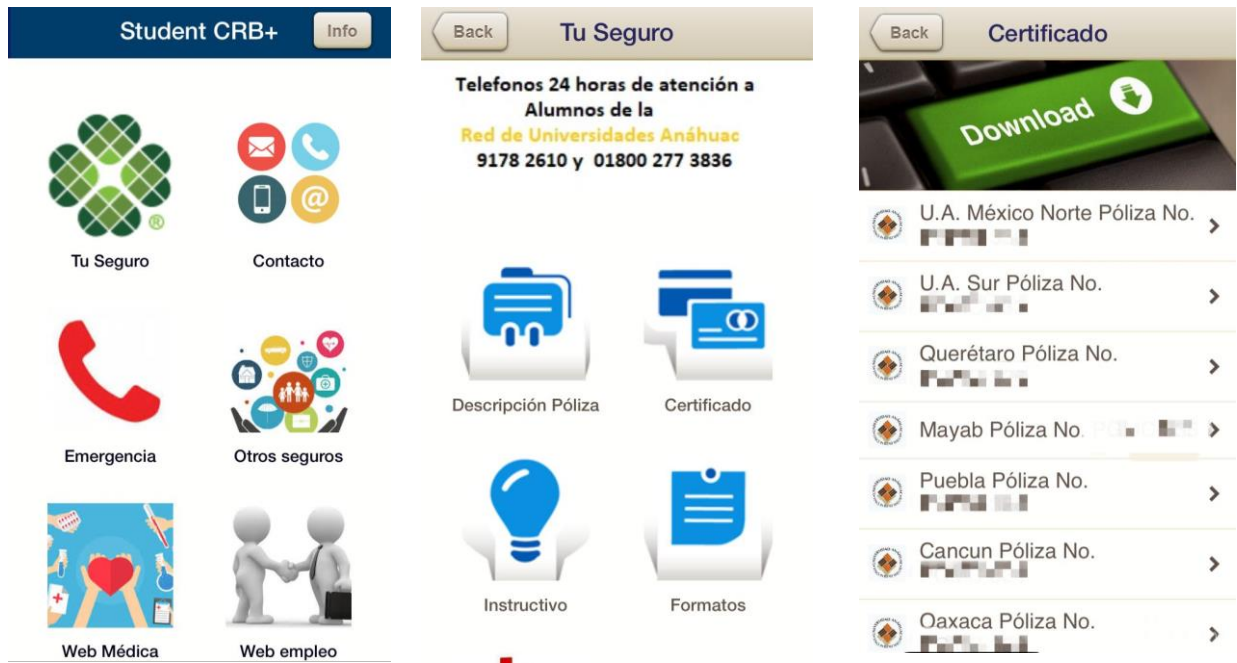 Student CRB+
Info
®
Tu Seguro
Contacto
Emergencia
Otros seguros
Web Médica
Web empleo
Back
Tu Seguro
Telefonos 24 horas de atención a
Alumnos de la
Red de Universidades Anáhuac
9178 2610 y 01800 277 3836
Descripción Póliza
Certificado
Instructivo
Formatos
Back
Certificado
Download
U.A. México Norte Póliza No.
U.A. Sur Póliza No.
Querétaro Póliza No.
Mayab Póliza No.
Puebla Póliza No.
Cancun Póliza No.
Oaxaca Póliza No.